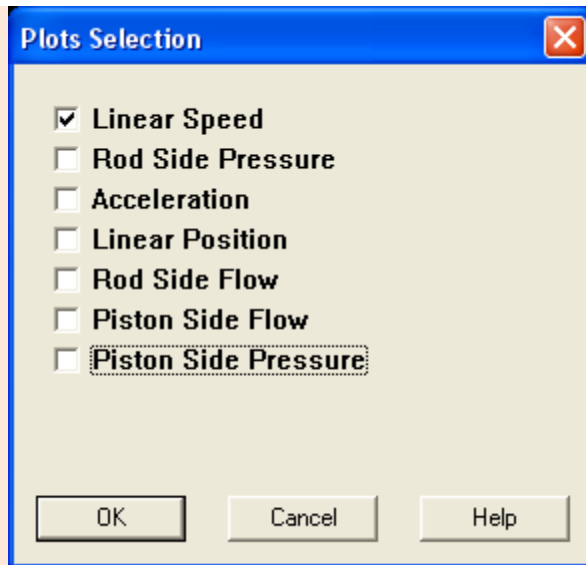 Plots Selection
Linear Speed
Rod Side Pressure
Acceleration
Linear Position
Rod Side Flow
Piston Side Flow
Piston Side Pressure
OK Cancel Help